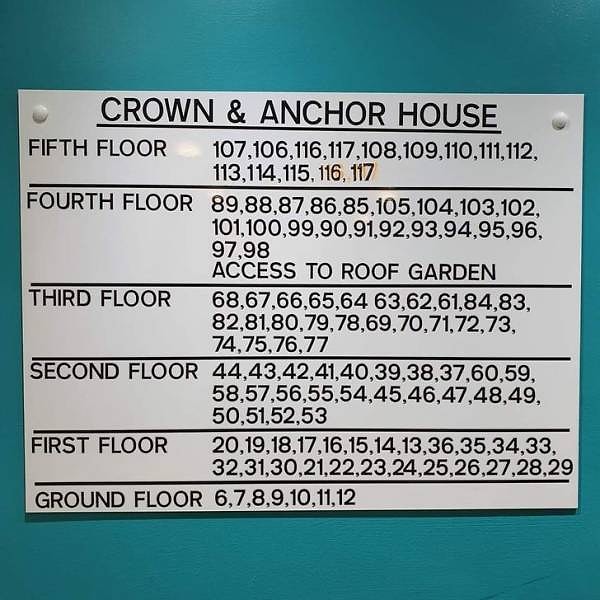 CROWN & ANCHOR HOUSE
FIFTH FLOOR 107,106,116,117,108,109,110,111,112,
113,114,115,116,117
FOURTH FLOOR 89,88,87,86,85,105,104,103,102,
101,100,99,90,91,92,93,94,95,96,
97,98
ACCESS TO ROOF GARDEN
THIRD FLOOR 68,67,66,65,64 63,62,61,84,83,
82,81,80,79,78,69,70,71,72,73,
74,75,76,77
SECOND FLOOR 44,43,42,41,40,39,38,37,60,59,
58,57,56,55,54,45,46,47,48,49,
50,51,52,53
FIRST FLOOR 20,19,18,17,16,15,14,13,36,35,34,33,
32,31,30,21,22,23,24,25,26,27,28,29
GROUND FLOOR 6,7,8,9,10,11,12